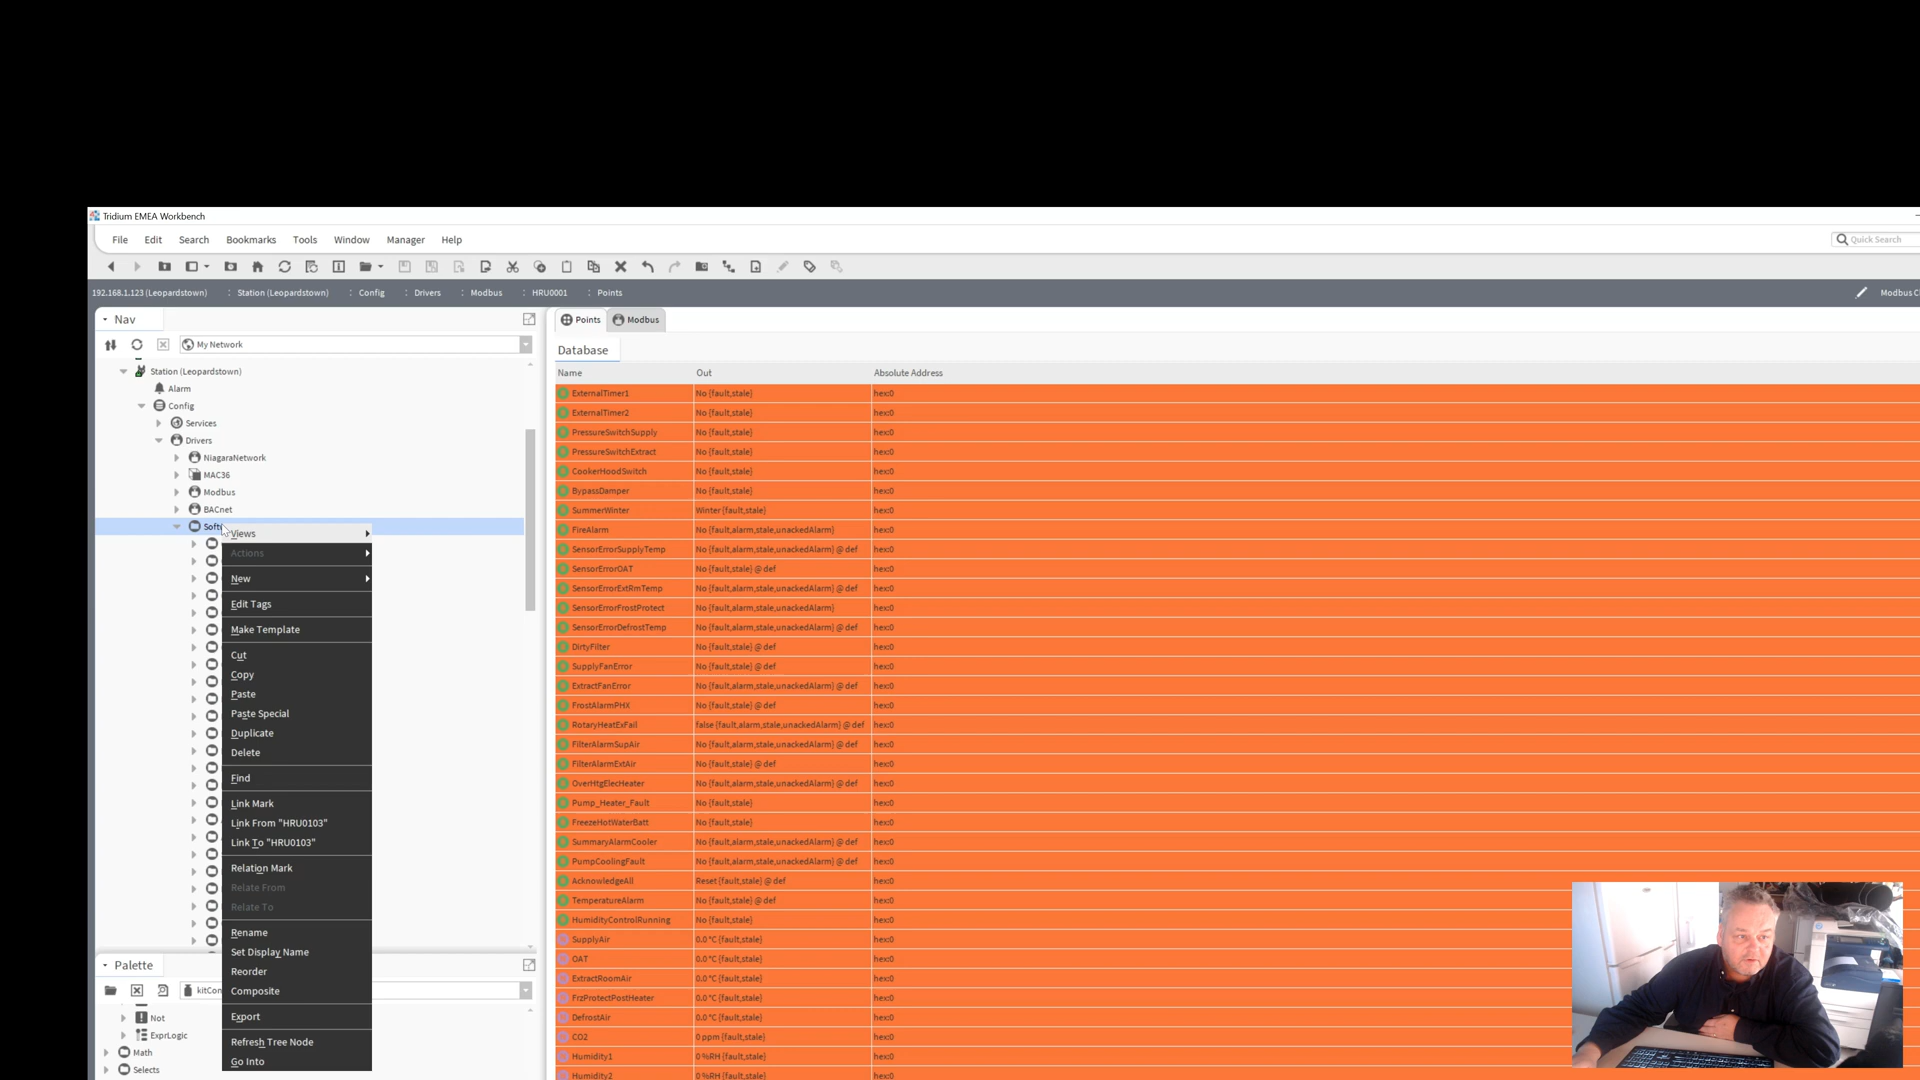 Tridium EMEA Workbench
File Edit Search Bookmarks Tools Window Manager Help
Quick Search
192.168.1.123 (Leopardstown) : Station (Leopardstown) : Config : Drivers : Modbus : HRU0001 : Points
Nav
My Network
Station (Leopardstown)
Alarm
Config
Services
Drivers
NiagaraNetwork
MAC36
Modbus
BACnet
Views
Actions
New
Edit Tags
Make Template
Cut
Copy
Paste
Paste Special
Duplicate
Delete
Find
Link Mark
Link From "HRU0103"
Link To "HRU0103"
Relation Mark
Relate From
Relate To
Rename
Set Display Name
Reorder
Composite
Export
Refresh Tree Node
Go Into
Palette
Not
ExprLogic
Math
Selects
Points Modbus
Database
Name Out Absolute Address
ExternalTimer1 No {fault,stale} hex:0
ExternalTimer2 No {fault,stale} hex:0
PressureSwitchSupply No {fault,stale} hex:0
PressureSwitchExtract No {fault,stale} hex:0
CookerHoodSwitch No {fault,stale} hex:0
BypassDamper No {fault,stale} hex:0
SummerWinter Winter {fault,stale} hex:0
FireAlarm No {fault,alarm,stale,unackedAlarm} hex:0
SensorErrorSupplyTemp No {fault,alarm,stale,unackedAlarm} @ def hex:0
SensorErrorOAT No {fault,stale} @ def hex:0
SensorErrorExtRmTemp No {fault,alarm,stale,unackedAlarm} @ def hex:0
SensorErrorFrostProtect No {fault,alarm,stale,unackedAlarm} hex:0
SensorErrorDefrostTemp No {fault,alarm,stale,unackedAlarm} @ def hex:0
DirtyFilter No {fault,stale} @ def hex:0
SupplyFanError No {fault,stale} @ def hex:0
ExtractFanError No {fault,alarm,stale,unackedAlarm} @ def hex:0
FrostAlarmPHX No {fault,stale} @ def hex:0
RotaryHeatExFail false {fault,alarm,stale,unackedAlarm} @ def hex:0
FilterAlarmSupAir No {fault,alarm,stale,unackedAlarm} @ def hex:0
FilterAlarmExtAir No {fault,stale} @ def hex:0
OverHtgElecHeater No {fault,alarm,stale,unackedAlarm} @ def hex:0
Pump_Heater_Fault No {fault,stale} hex:0
FreezeHotWaterBatt No {fault,stale} hex:0
SummaryAlarmCooler No {fault,alarm,stale,unackedAlarm} @ def hex:0
PumpCoolingFault No {fault,alarm,stale,unackedAlarm} @ def hex:0
AcknowledgeAll Reset {fault,stale} @ def hex:0
TemperatureAlarm No {fault,stale} @ def hex:0
HumidityControlRunning No {fault,stale} hex:0
SupplyAir 0.0 °C {fault,stale} hex:0
OAT 0.0 °C {fault,stale} hex:0
ExtractRoomAir 0.0 °C {fault,stale} hex:0
FrzProtectPostHeater 0.0 °C {fault,stale} hex:0
DefrostAir 0.0 °C {fault,stale} hex:0
CO2 0 ppm {fault,stale} hex:0
Humidity1 0 %RH {fault,stale} hex:0
Humidity2 0 %RH {fault,stale} hex:0